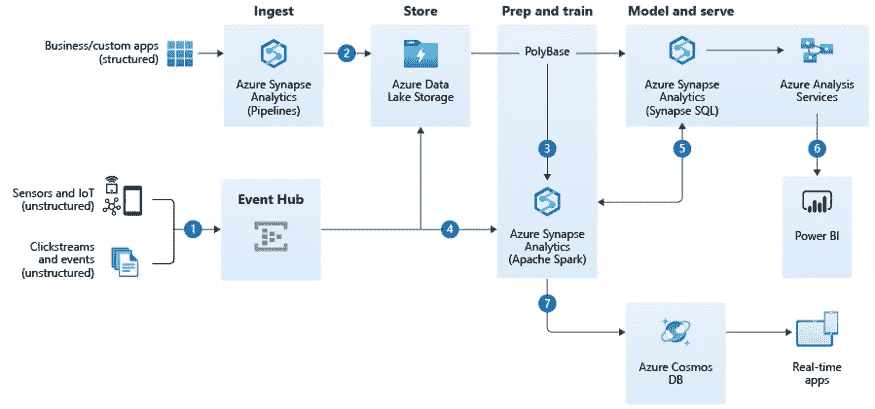 Ingest
Store
Prep and train
Model and serve
Business/custom apps
(structured)
2
PolyBase
Azure Synapse
Analytics
(Pipelines)
Azure Data
Lake Storage
Azure Synapse
Analytics
(Synapse SQL)
Azure Analysis
Services
3
5
6
Sensors and IoT
(unstructured)
Event Hub
1
4
Clickstreams
and events
(unstructured)
Azure Synapse
Analytics
(Apache Spark)
Power BI
7
Azure Cosmos
DB
Real-time
apps